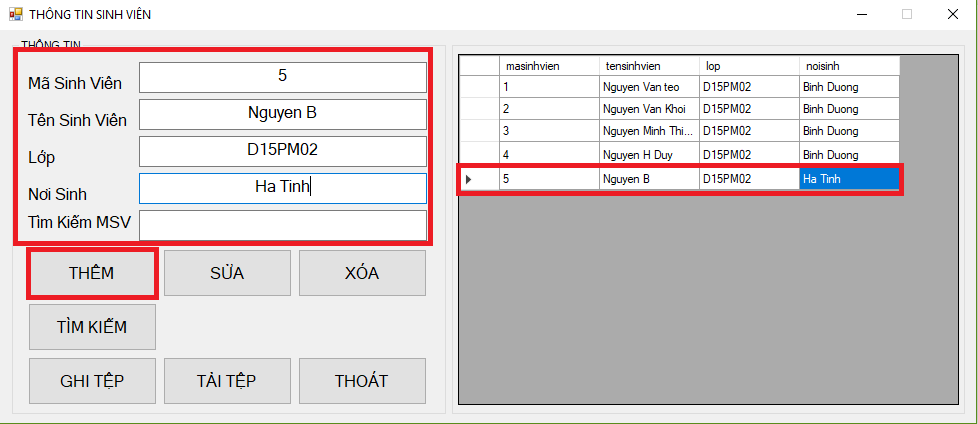 THÔNG TIN SINH VIÊN
THÔNG TIN
Mã Sinh Viên 5
Tên Sinh Viên Nguyen B
Lớp D15PM02
Nơi Sinh Ha Tinh
Tìm Kiếm MSV
THÊM SỬA XÓA
TÌM KIẾM
GHI TỆP TẢI TỆP THOÁT
masinhvien tensinhvien lop noisinh
1 Nguyen Van teo D15PM02 Binh Duong
2 Nguyen Van Khoi D15PM02 Binh Duong
3 Nguyen Minh Thi... D15PM02 Binh Duong
4 Nguyen H Duy D15PM02 Binh Duong
5 Nguyen B D15PM02 Ha Tinh